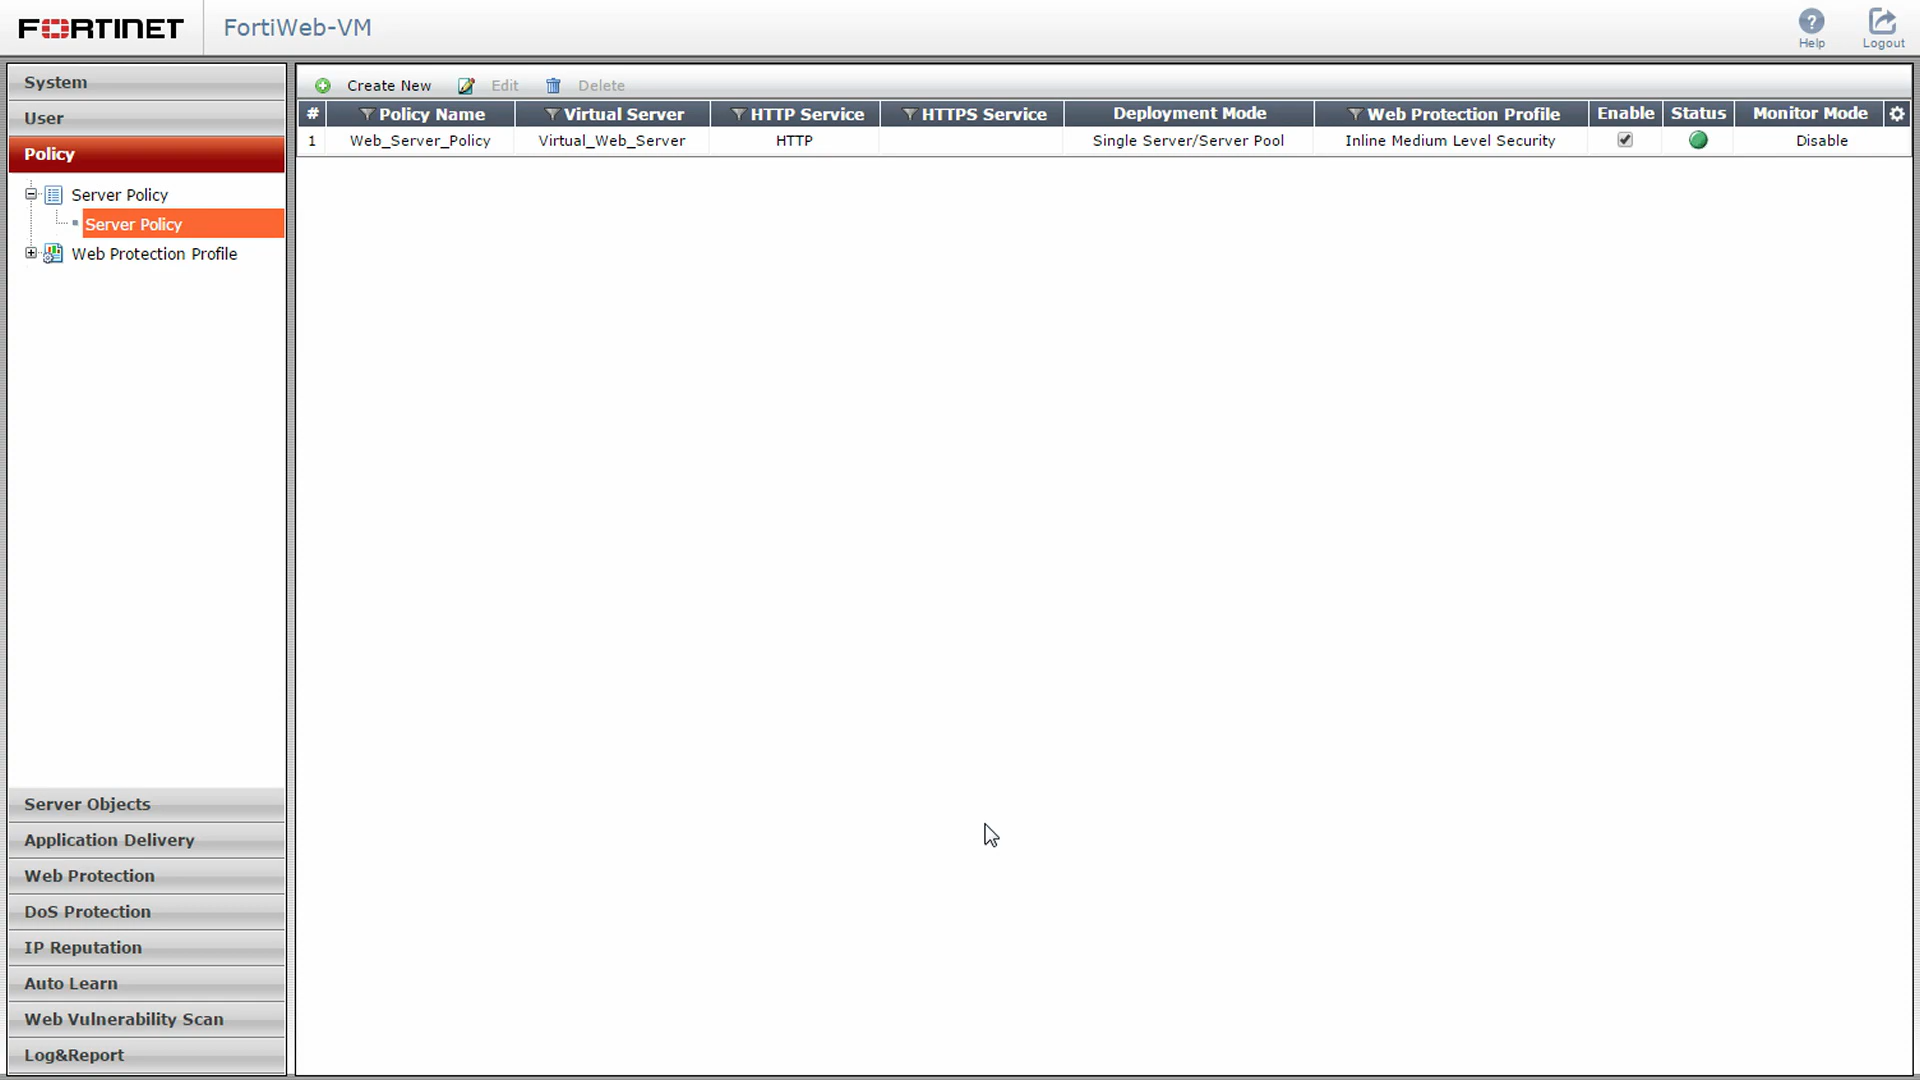 FORTINET FortiWeb-VM
Help Logout
System
User
Policy
Server Policy
Server Policy
Web Protection Profile
Server Objects
Application Delivery
Web Protection
DoS Protection
IP Reputation
Auto Learn
Web Vulnerability Scan
Log&Report
Create New Edit Delete
# Policy Name Virtual Server HTTP Service HTTPS Service Deployment Mode Web Protection Profile Enable Status Monitor Mode
1 Web_Server_Policy Virtual_Web_Server HTTP Single Server/Server Pool Inline Medium Level Security Disable